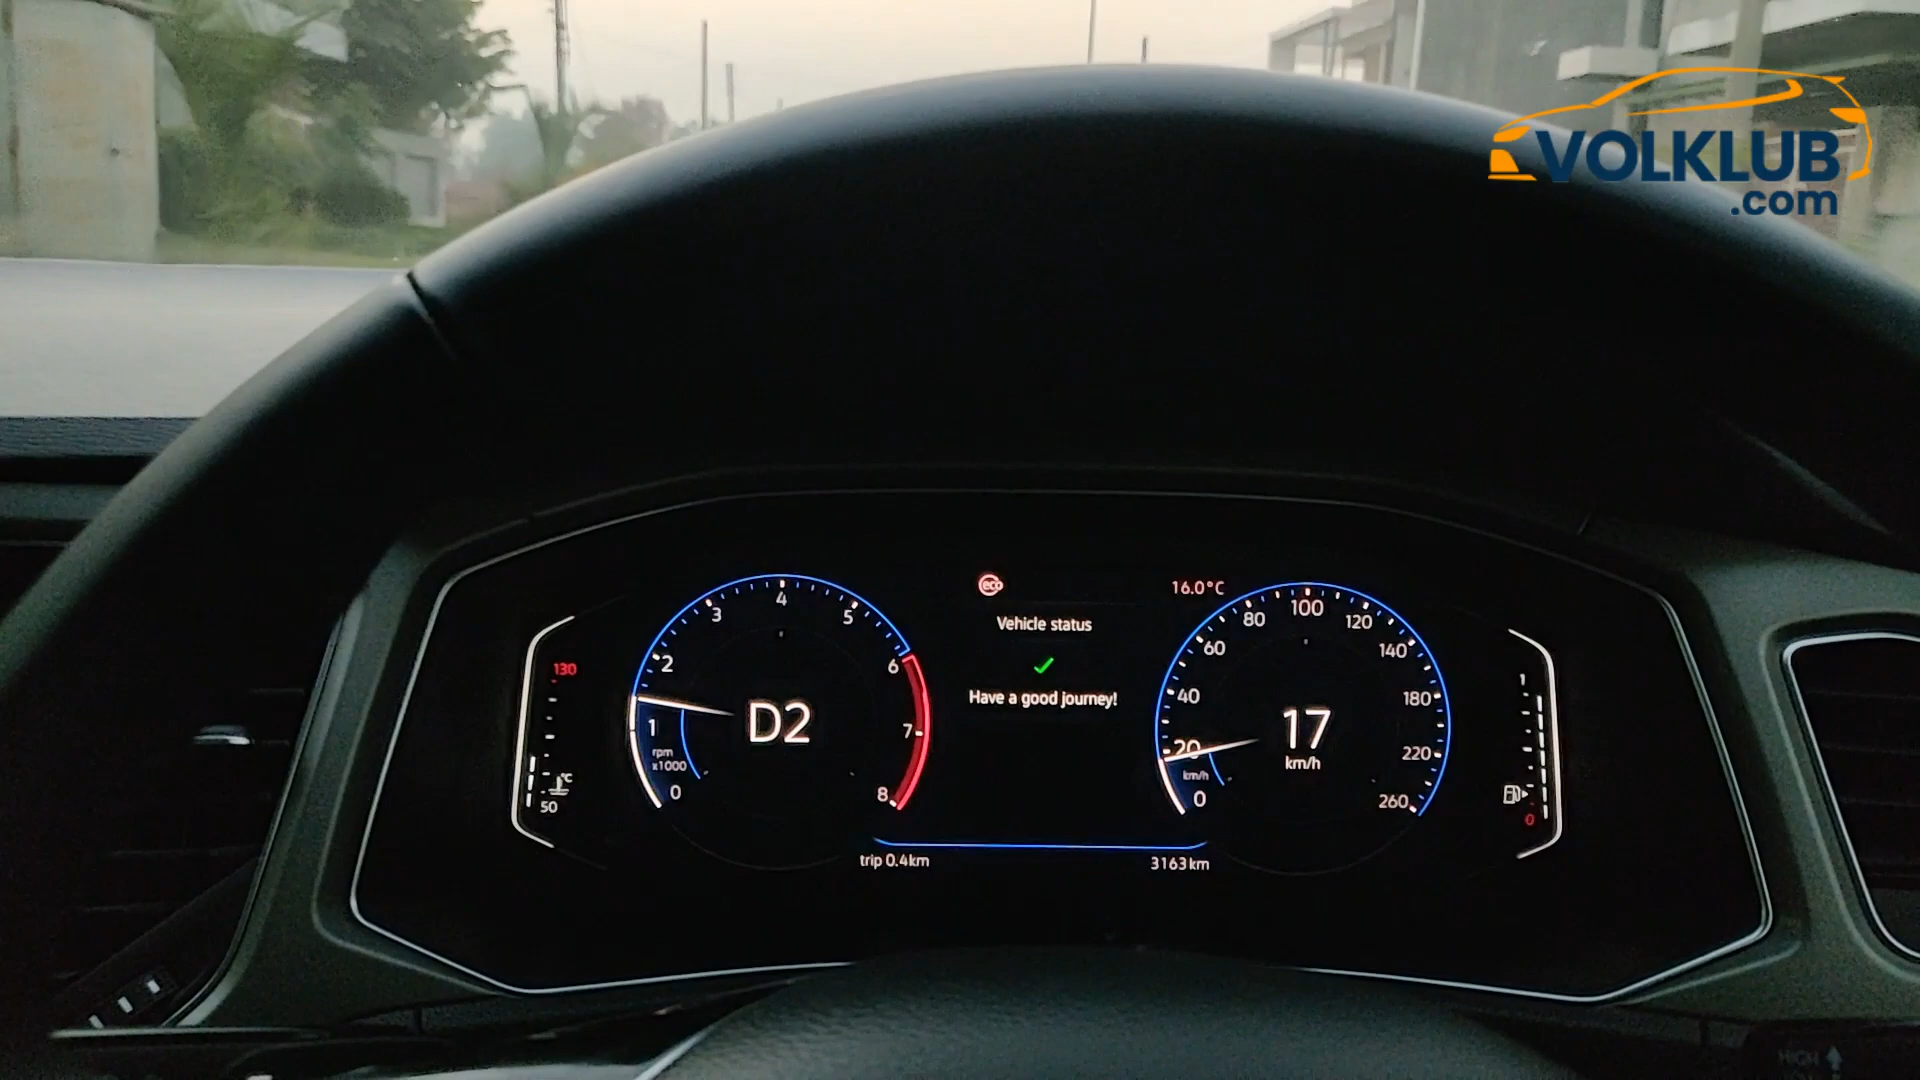 VOLKLUB
.com
eco
16.0°C
Vehicle status
Have a good journey!
130
50
°C
0
1
2
3
4
5
6
7
8
rpm
x1000
D2
0
20
40
60
80
100
120
140
180
220
260
km/h
17
km/h
1
0
trip 0.4km
3163km
HIGH